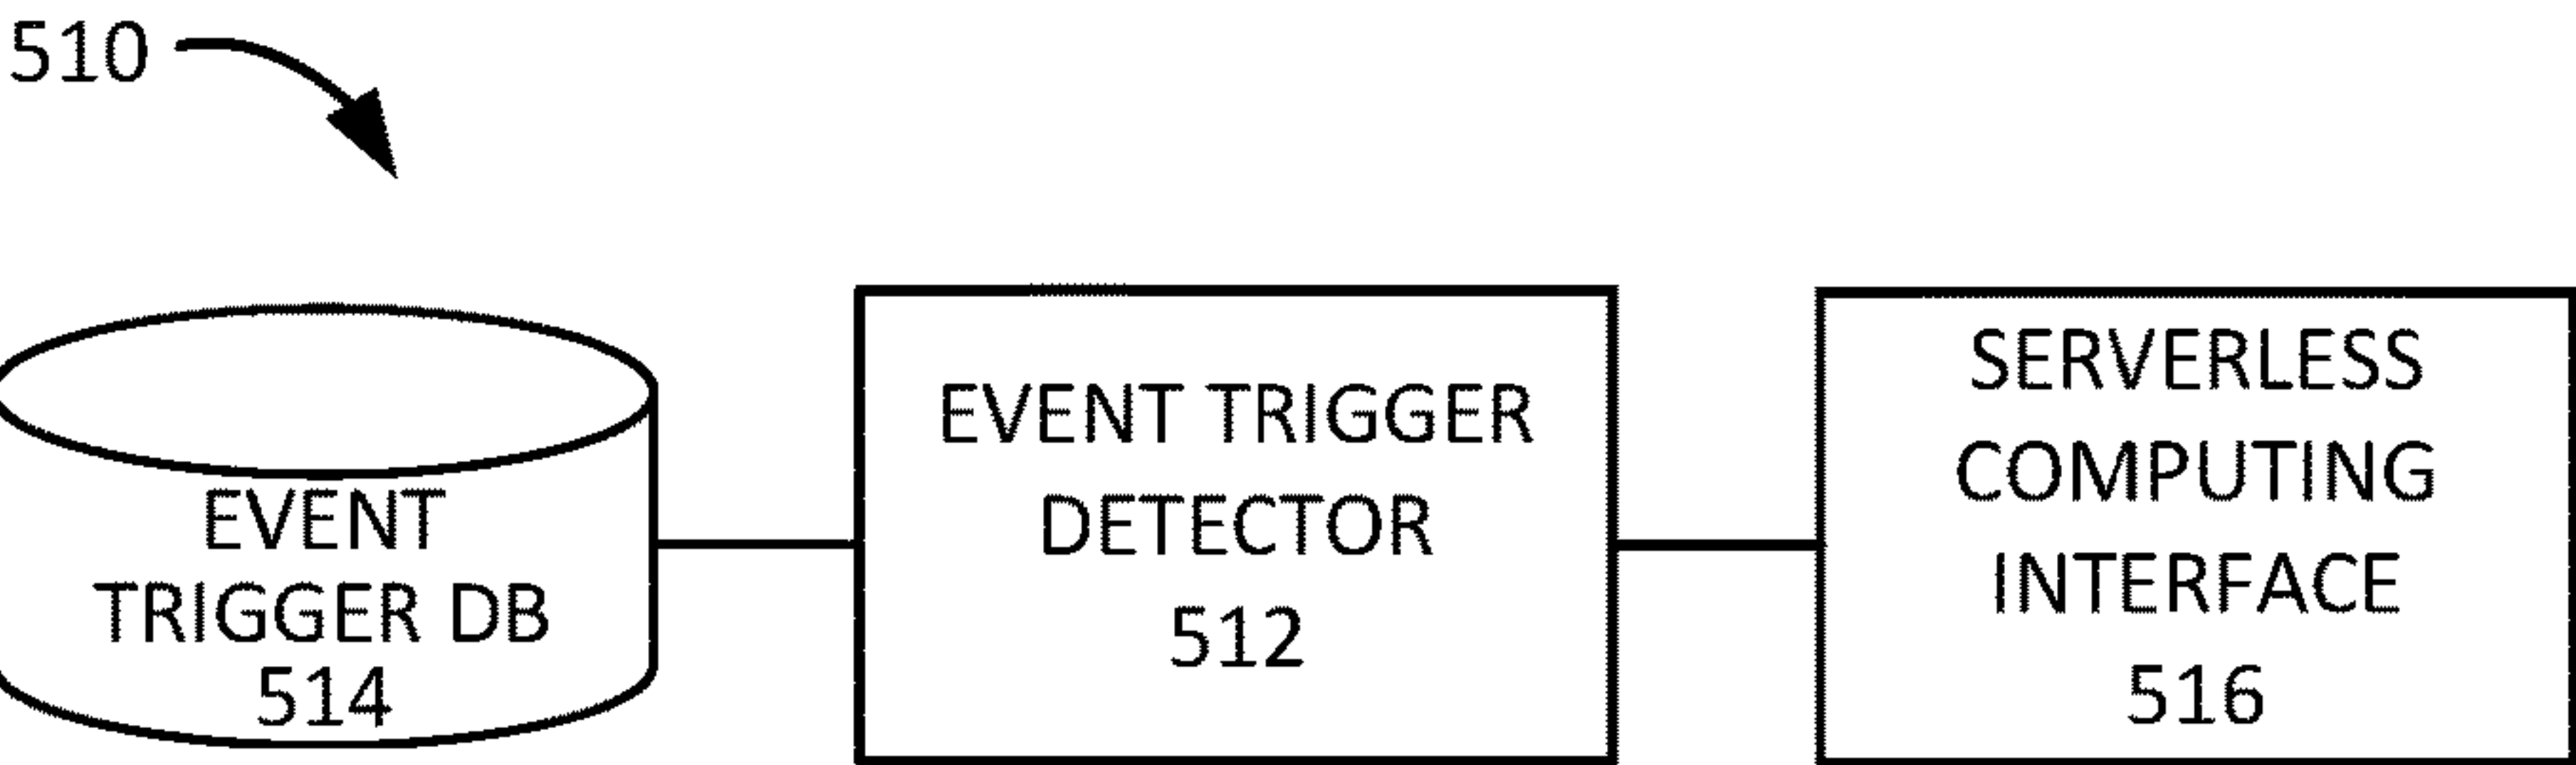 510
EVENT
TRIGGER DB
514
EVENT TRIGGER
DETECTOR
512
SERVERLESS
COMPUTING
INTERFACE
516